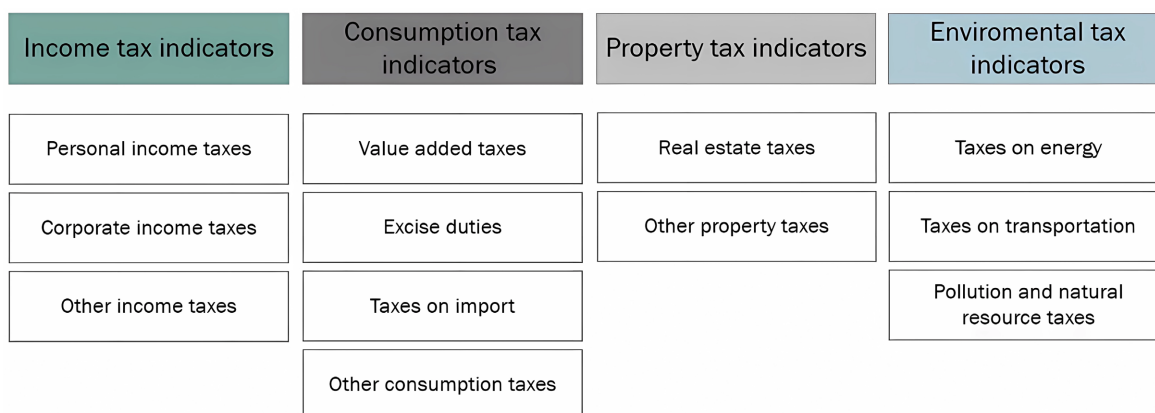 Income tax indicators
Consumption tax
indicators
Property tax indicators
Enviromental tax
indicators
Personal income taxes
Value added taxes
Real estate taxes
Taxes on energy
Corporate income taxes
Excise duties
Other property taxes
Taxes on transportation
Other income taxes
Taxes on import
Pollution and natural
resource taxes
Other consumption taxes